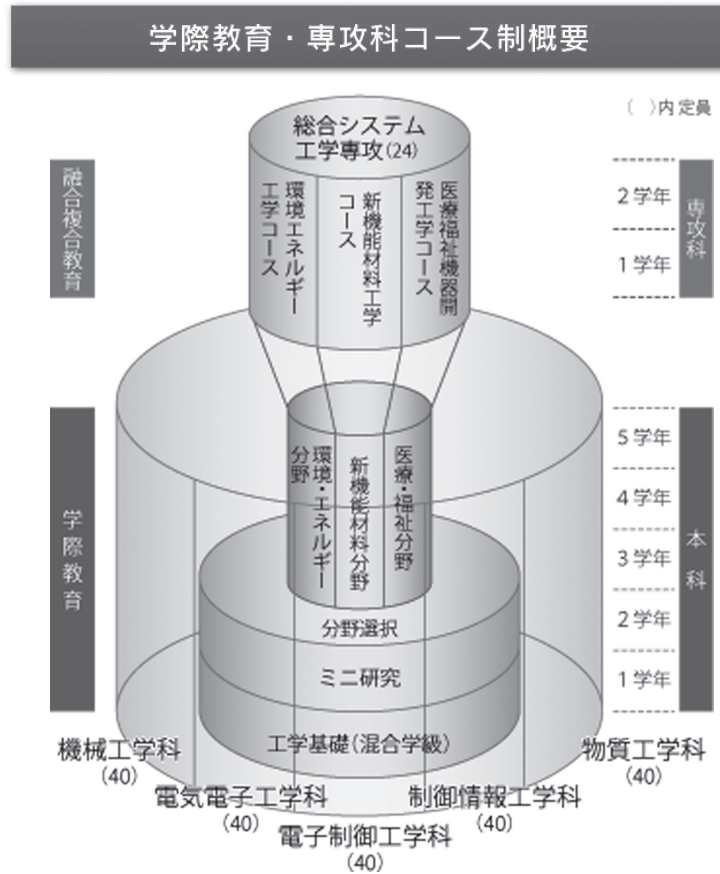 学際教育・専攻科コース制概要
（　）内 定員
総合システム
工学専攻(24)
環境エネルギー
工学コース
新機能材料工学
コース
医療福祉機器開
発工学コース
融合複合教育
2 学年
1 学年
専攻科
環境・エネルギー
分野
新機能材料分野
医療・福祉分野
学際教育
5 学年
4 学年
3 学年
2 学年
1 学年
本科
分野選択
ミニ研究
工学基礎(混合学級)
機械工学科
(40)
電気電子工学科
(40)
電子制御工学科
(40)
制御情報工学科
(40)
物質工学科
(40)